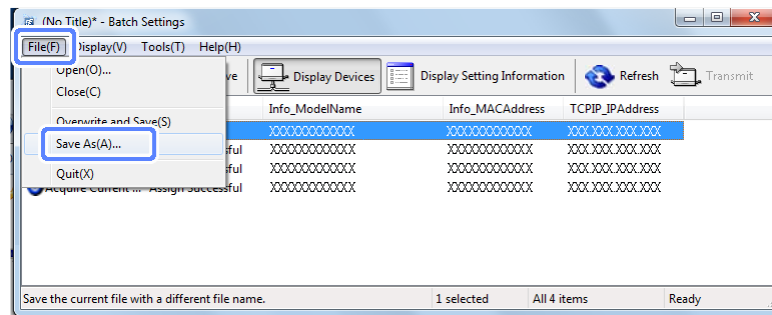 (No Title)* - Batch Settings
File(F) Display(V) Tools(T) Help(H)
Open(O)... ve Display Devices Display Setting Information Refresh Transmit
Close(C)
Info_ModelName Info_MACAddress TCPIP_IPAddress
Overwrite and Save(S)
XXXXXXXXXXXX XXXXXXXXXXXX XXX.XXX.XXX.XXX
Save As(A)... ful XXXXXXXXXXXX XXXXXXXXXXXX XXX.XXX.XXX.XXX
Quit(X) sful XXXXXXXXXXXX XXXXXXXXXXXX XXX.XXX.XXX.XXX
Acquire Current ... Assign Successful XXXXXXXXXXXX XXXXXXXXXXXX XXX.XXX.XXX.XXX
Save the current file with a different file name. 1 selected All 4 items Ready